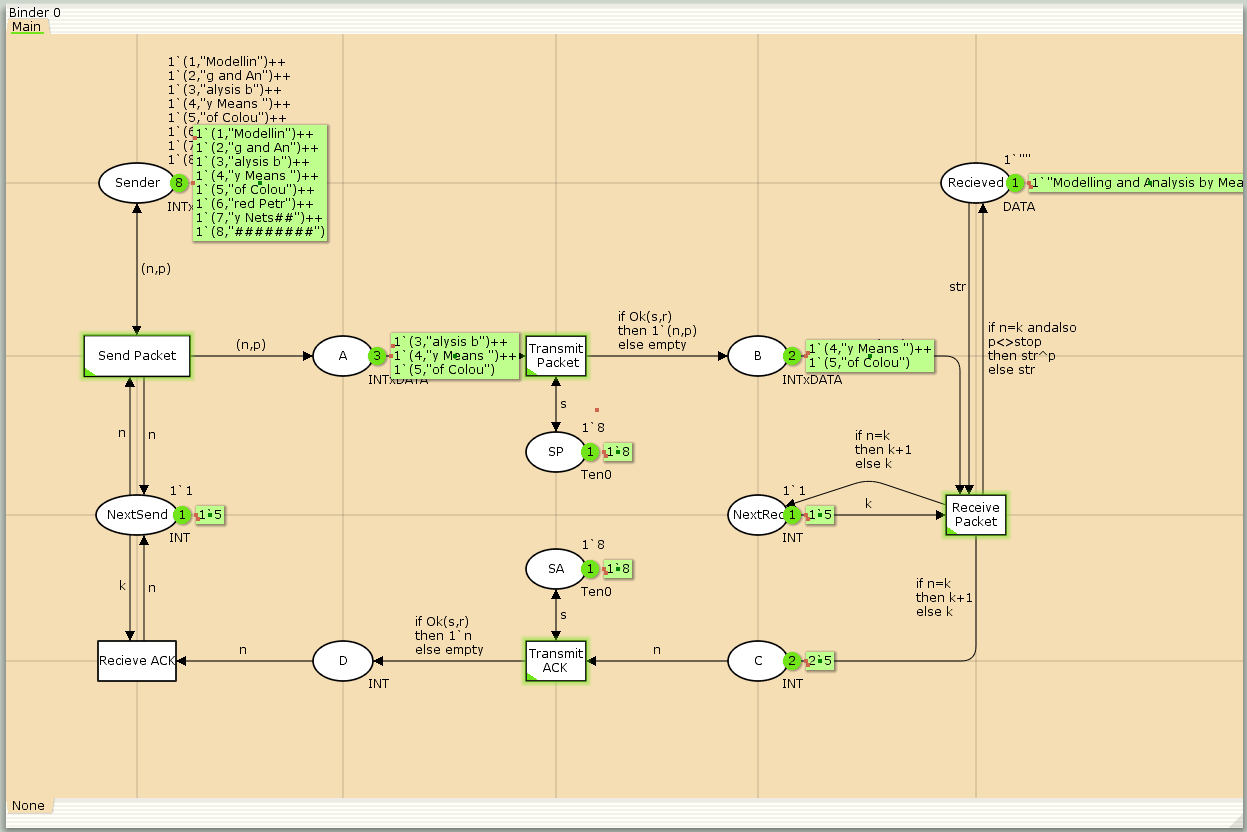 Binder 0
Main
1`(1,"Modellin")++
1`(2,"g and An")++
1`(3,"alysis b")++
1`(4,"y Means ")++
1`(5,"of Colou")++
1`(6
1`(7
1`(8
1`(1,"Modellin")++
1`(2,"g and An")++
1`(3,"alysis b")++
1`(4,"y Means ")++
1`(5,"of Colou")++
1`(6,"red Petr")++
1`(7,"y Nets##")++
1`(8,"########")
Sender
8
INTx
1`""
Recieved
1
1`"Modelling and Analysis by Mea
DATA
(n,p)
str
if n=k andalso
p<>stop
then str^p
else str
Send Packet
(n,p)
A
3
1`(3,"alysis b")++
1`(4,"y Means ")++
1`(5,"of Colou")
INTxDATA
Transmit
Packet
if Ok(s,r)
then 1`(n,p)
else empty
B
2
1`(4,"y Means ")++
1`(5,"of Colou")
INTxDATA
s
1`8
SP
1
1`8
Ten0
n
n
if n=k
then k+1
else k
1`1
NextSend
1
1`5
INT
1`1
NextRec
1
1`5
INT
k
Receive
Packet
1`8
SA
1
1`8
Ten0
k
n
s
if n=k
then k+1
else k
Recieve ACK
n
D
INT
if Ok(s,r)
then 1`n
else empty
Transmit
ACK
n
C
2
2`5
INT
None